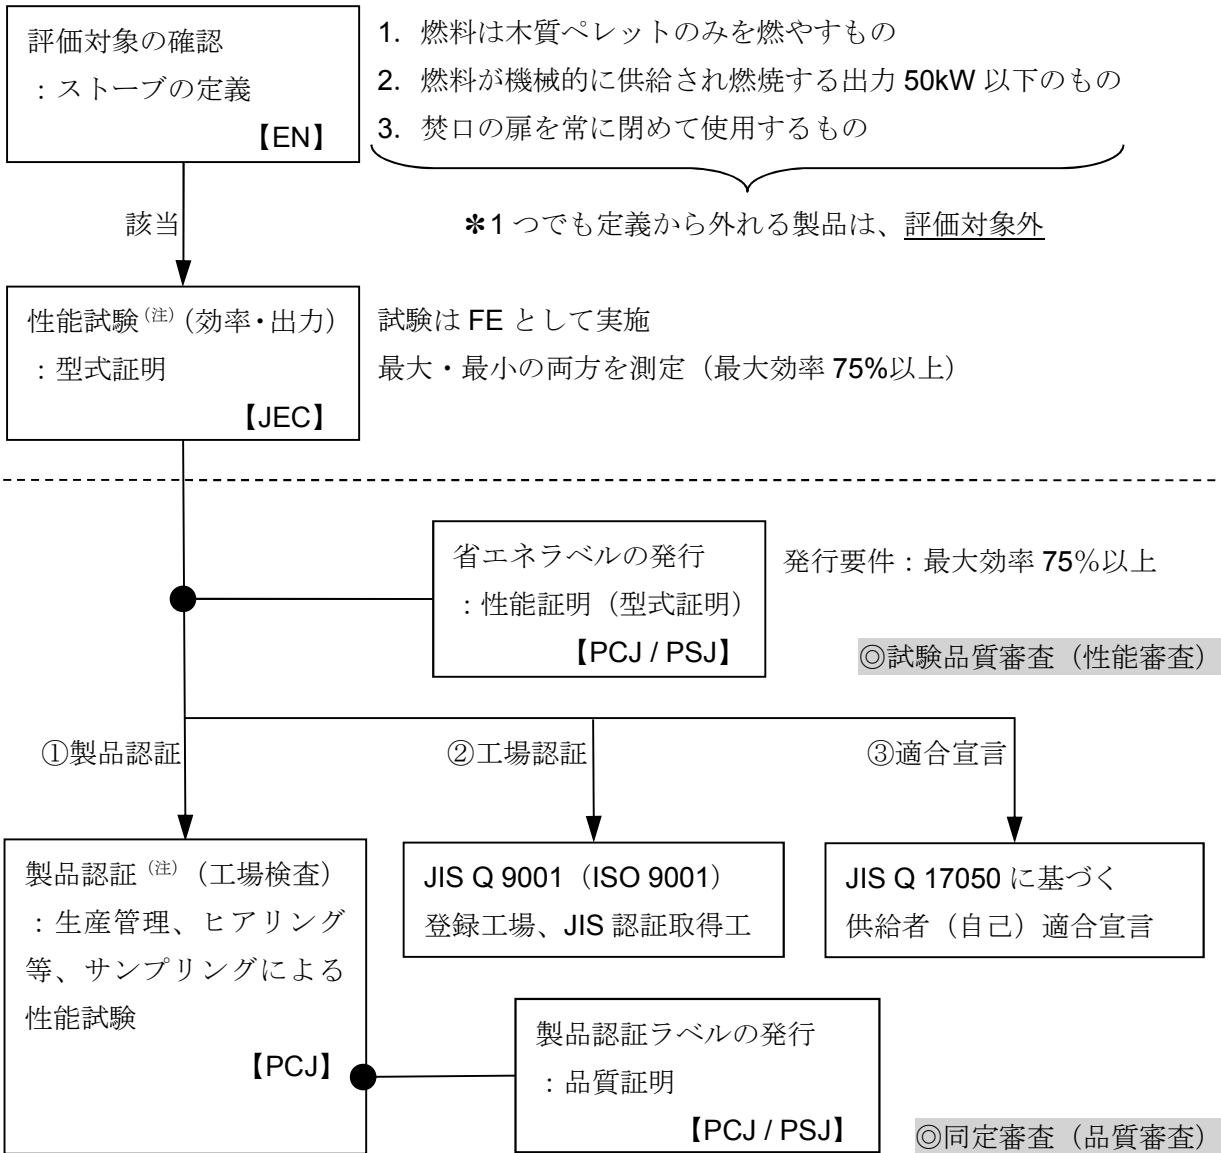 評価対象の確認
：ストーブの定義
【EN】
1. 燃料は木質ペレットのみを燃やすもの
2. 燃料が機械的に供給され燃焼する出力 50kW 以下のもの
3. 焚口の扉を常に閉めて使用するもの
該当
✻1 つでも定義から外れる製品は、評価対象外
性能試験（注）（効率・出力）
：型式証明
【JEC】
試験は FE として実施
最大・最小の両方を測定（最大効率 75%以上）
省エネラベルの発行
：性能証明（型式証明）
【PCJ / PSJ】
発行要件：最大効率 75％以上
◎試験品質審査（性能審査）
①製品認証
②工場認証
③適合宣言
製品認証（注）（工場検査）
：生産管理、ヒアリング
等、サンプリングによる
性能試験
【PCJ】
JIS Q 9001（ISO 9001）
登録工場、JIS 認証取得工
JIS Q 17050 に基づく
供給者（自己）適合宣言
製品認証ラベルの発行
：品質証明
【PCJ / PSJ】
◎同定審査（品質審査）